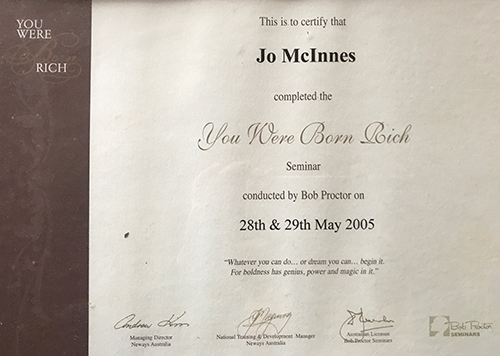 YOU
WERE
RICH
This is to certify that
Jo McInnes
completed the
You Were Born Rich
Seminar
conducted by Bob Proctor on
28th & 29th May 2005
"Whatever you can do... or dream you can... begin it.
For boldness has genius, power and magic in it."
Managing Director
Neways Australia
National Training & Development Manager
Neways Australia
Australian Licensee
Bob Proctor Seminars
Bob Proctor
SEMINARS